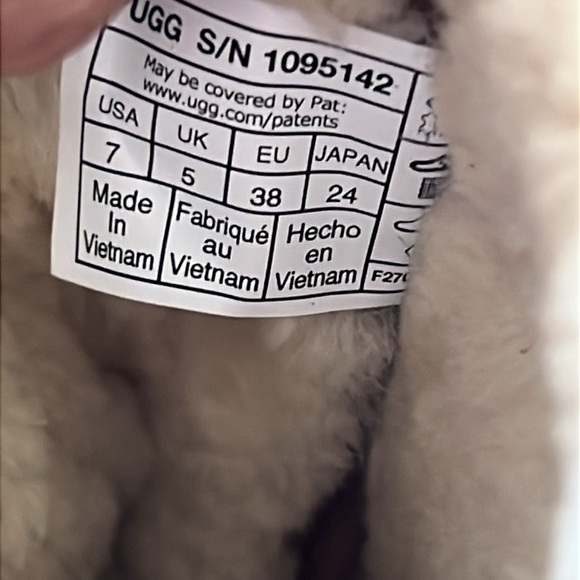 UGG S/N 1095142
May be covered by Pat:
www.ugg.com/patents
USA UK EU JAPAN
7 5 38 24
Made Fabriqué Hecho
In au en
Vietnam Vietnam Vietnam
F27